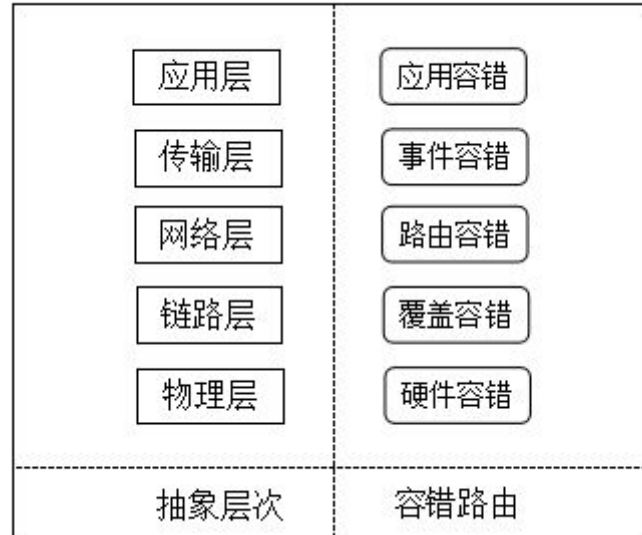 应用层 应用容错
传输层 事件容错
网络层 路由容错
链路层 覆盖容错
物理层 硬件容错
抽象层次 容错路由